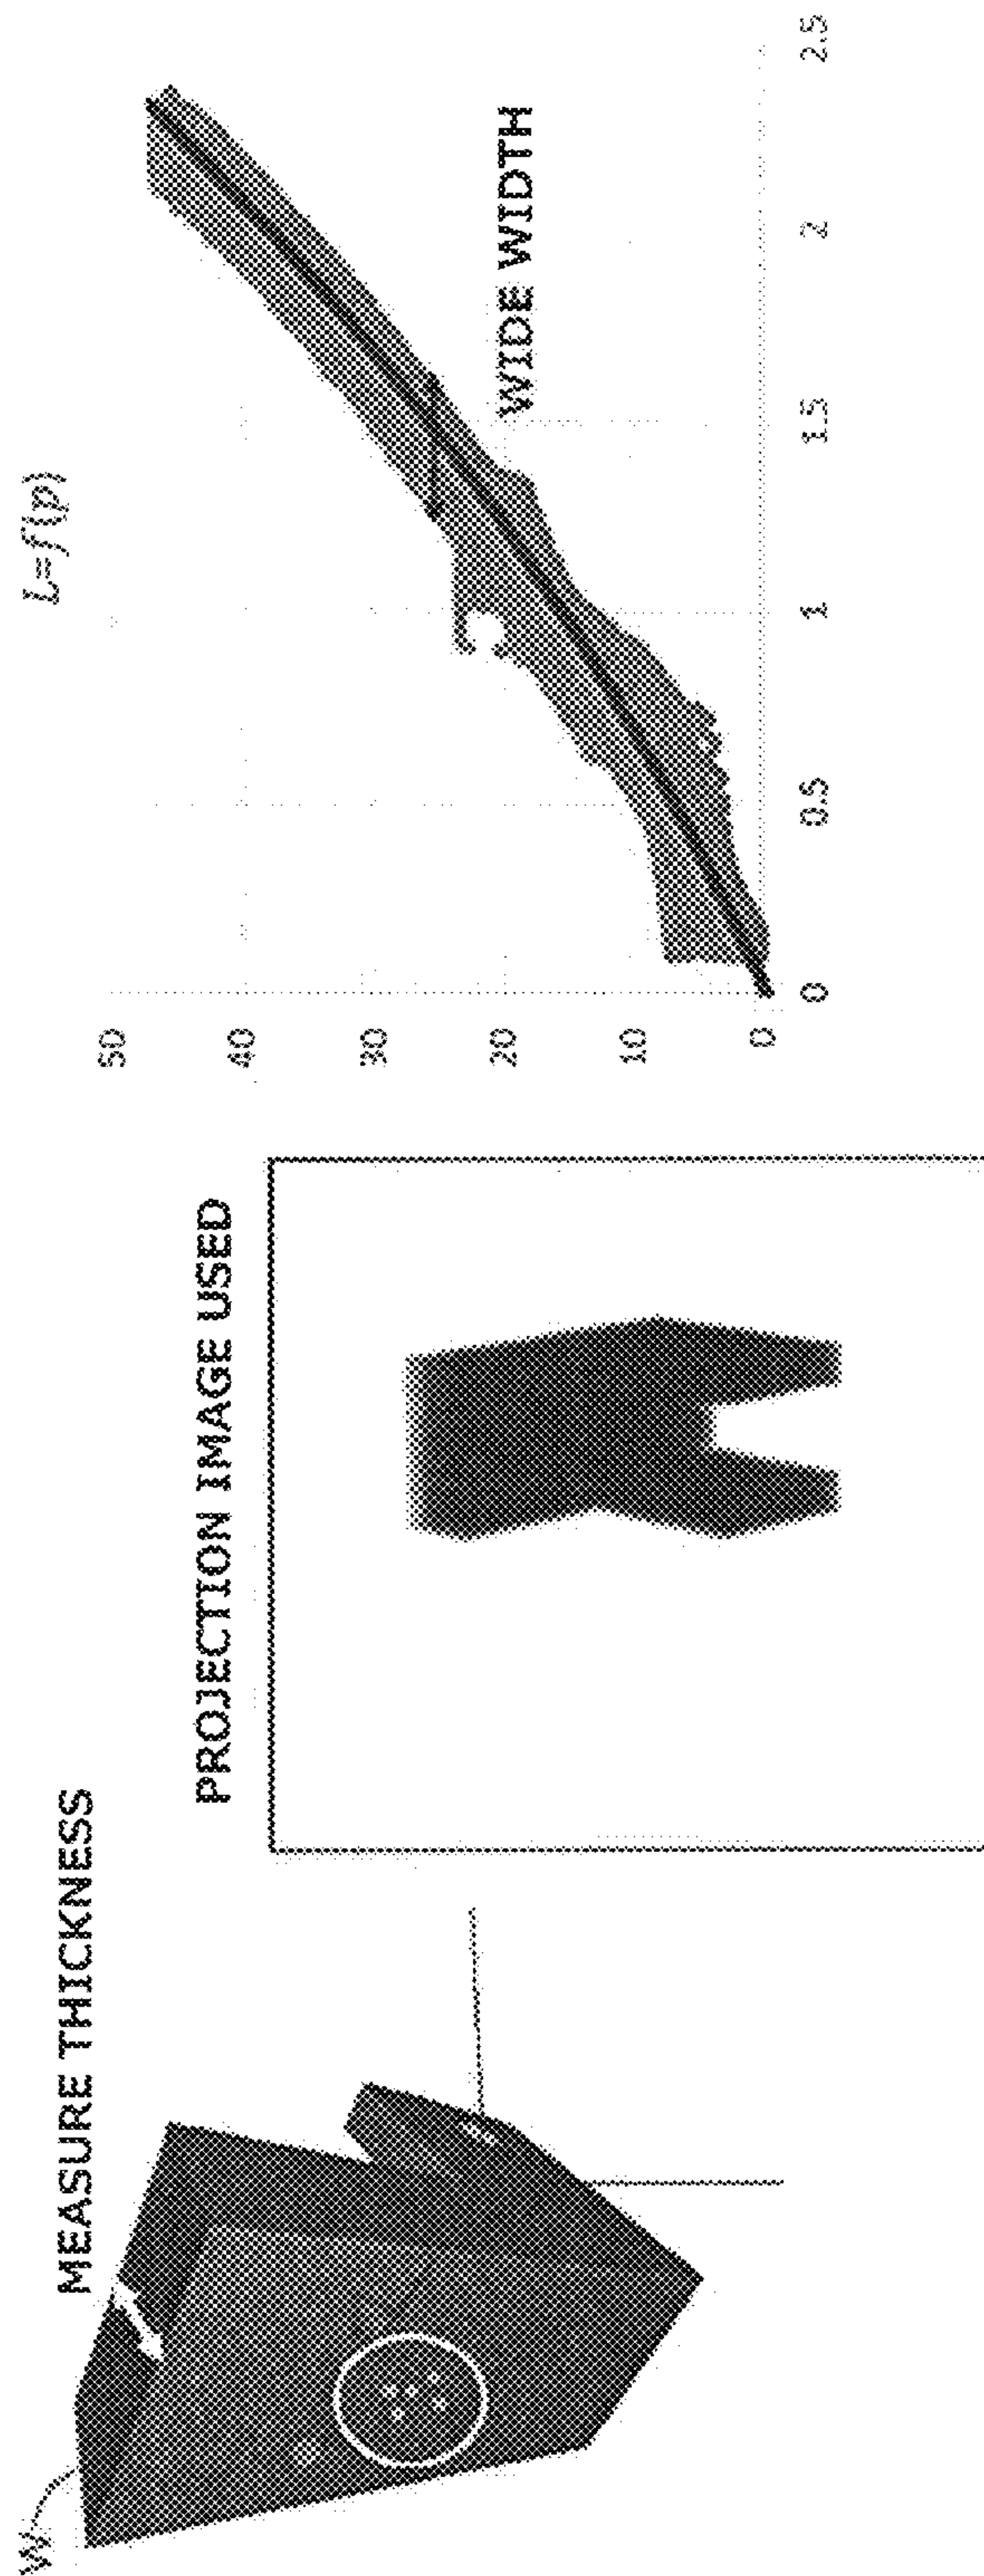 W
MEASURE THICKNESS
PROJECTION IMAGE USED
L=f(p)
50
40
30
20
10
0
0
0.5
1
1.5
2
2.5
WIDE WIDTH